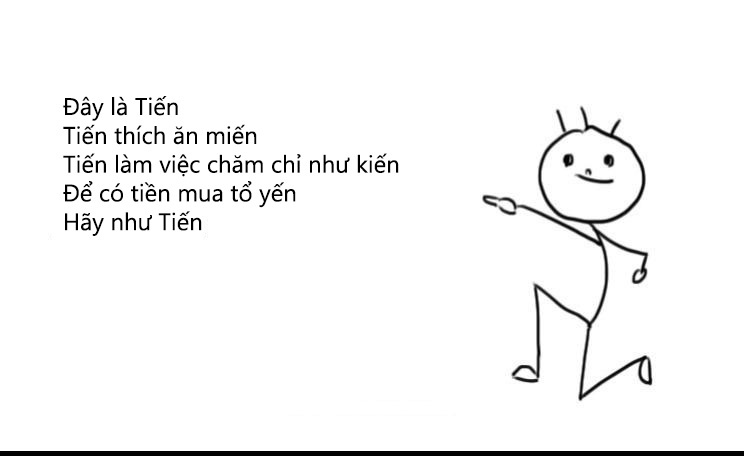 Đây là Tiến
Tiến thích ăn miến
Tiến làm việc chăm chỉ như kiến
Để có tiền mua tổ yến
Hãy như Tiến